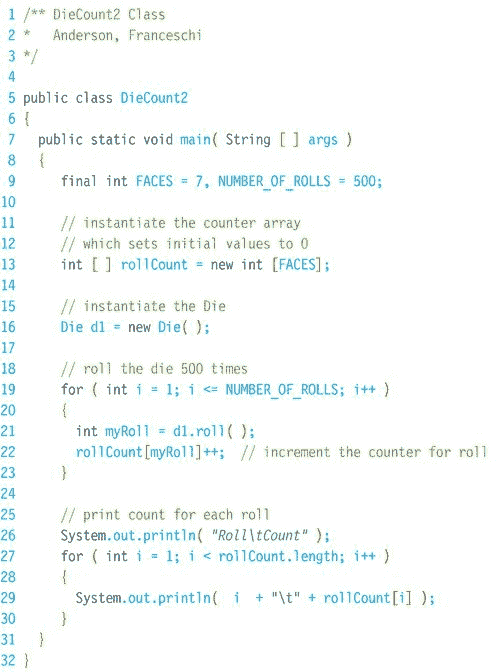 1 /** DieCount2 Class
2 *   Anderson, Franceschi
3 */
4
5 public class DieCount2
6 {
7   public static void main( String [ ] args )
8   {
9      final int FACES = 7, NUMBER_OF_ROLLS = 500;
10
11      // instantiate the counter array
12      // which sets initial values to 0
13      int [ ] rollCount = new int [FACES];
14
15      // instantiate the Die
16      Die d1 = new Die( );
17
18      // roll the die 500 times
19      for ( int i = 1; i <= NUMBER_OF_ROLLS; i++ )
20      {
21        int myRoll = d1.roll( );
22        rollCount[myRoll]++;  // increment the counter for roll
23      }
24
25      // print count for each roll
26      System.out.println( "Roll\tCount" );
27      for ( int i = 1; i < rollCount.length; i++ )
28      {
29        System.out.println(  i  + "\t" + rollCount[i] );
30      }
31   }
32 }